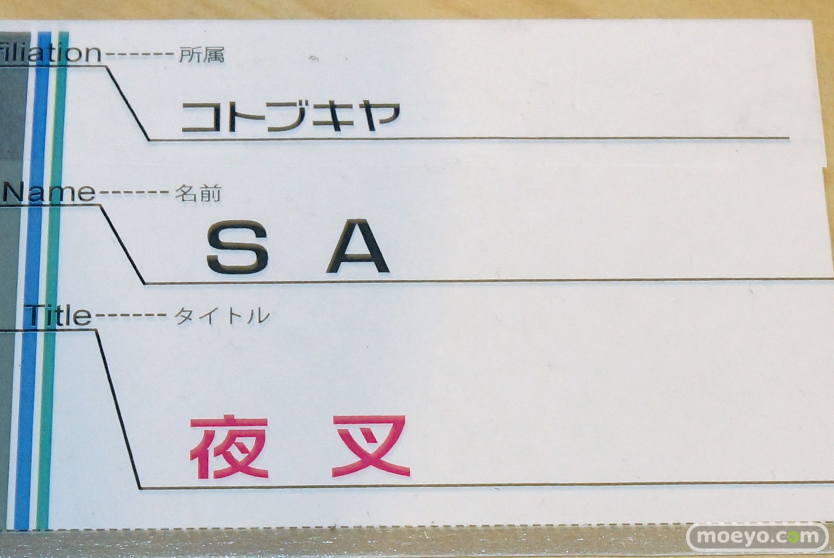 filiation------所属
コトブキヤ
Name------名前
S A
Title------タイトル
夜 叉
moeyo.com